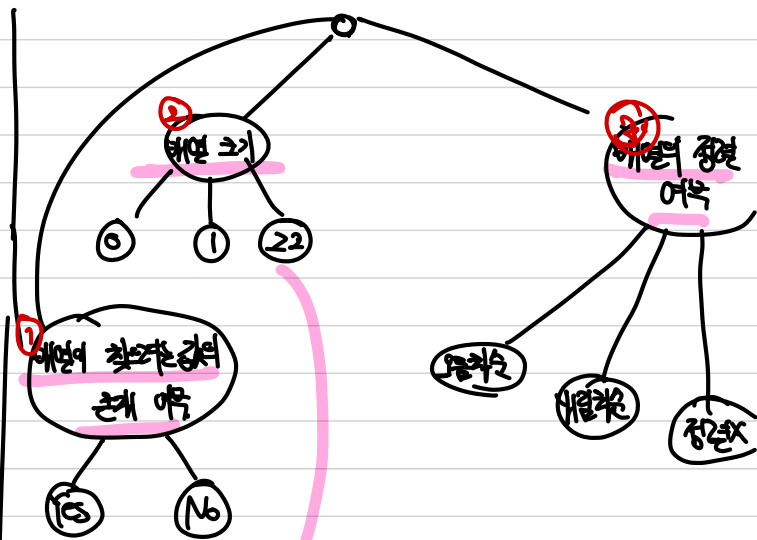 2
배열 크기
0
1
≥2
배열의 정렬
여부
오름차순
내림차순
정렬X
1
배열에 찾으려는 값의
존재 여부
Yes
No